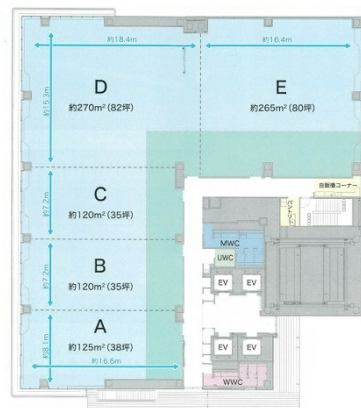 約18.4m
約16.4m
D
約270m²（82坪）
E
約265m²（80坪）
約15.3m
自販機コーナー
C
約120m²（35坪）
約7.2m
MWC
UWC
B
約120m²（35坪）
約7.2m
EV
EV
A
約125m²（38坪）
約8.1m
約16.6m
EV
EV
WWC